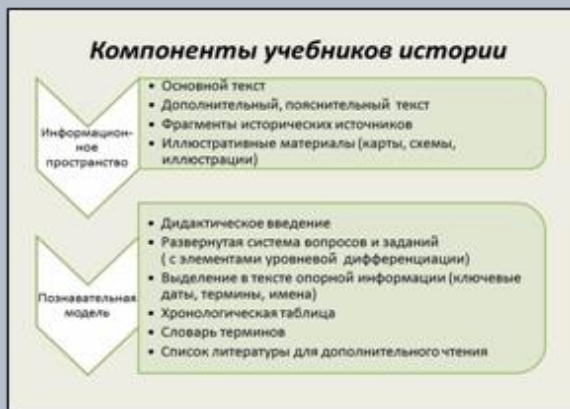 Компоненты учебников истории
Информацион-
ное
пространство
• Основной текст
• Дополнительный, пояснительный текст
• Фрагменты исторических источников
• Иллюстративные материалы (карты, схемы,
иллюстрации)
Познавательная
модель
• Дидактическое введение
• Развернутая система вопросов и заданий
( с элементами уровневой дифференциации)
• Выделение в тексте опорной информации (ключевые
даты, термины, имена)
• Хронологическая таблица
• Словарь терминов
• Список литературы для дополнительного чтения